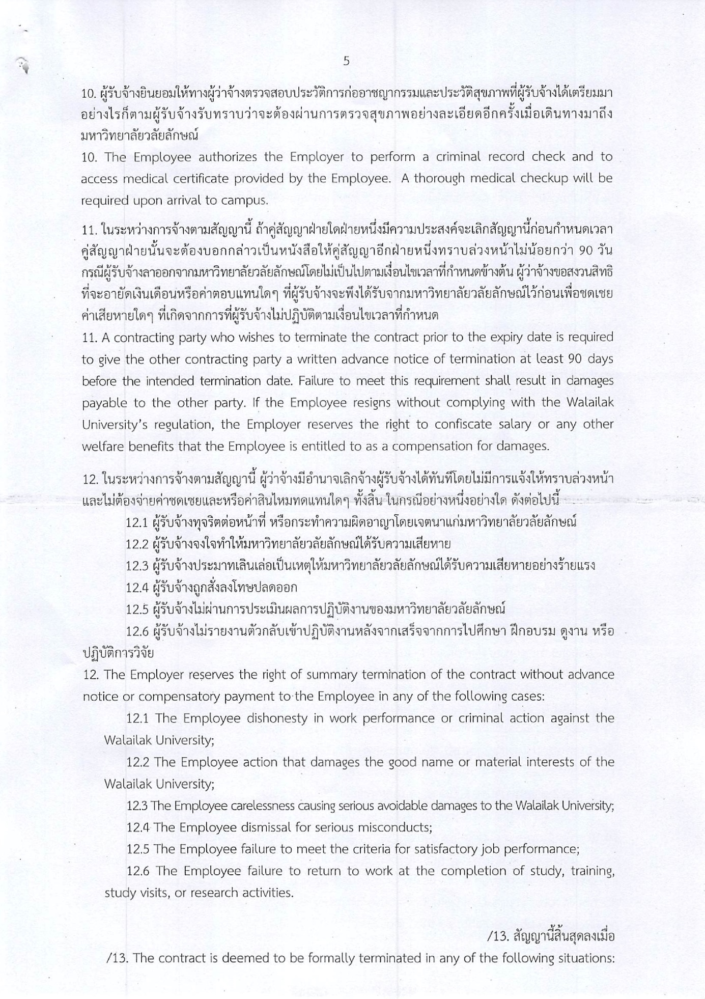 5
10. ผู้รับจ้างยินยอมให้ทางผู้ว่าจ้างตรวจสอบประวัติการก่ออาชญากรรมและประวัติสุขภาพที่ผู้รับจ้างได้เตรียมมา
อย่างไรก็ตามผู้รับจ้างรับทราบว่าจะต้องผ่านการตรวจสุขภาพอย่างละเอียดอีกครั้งเมื่อเดินทางมาถึง
มหาวิทยาลัยวลัยลักษณ์
10. The Employee authorizes the Employer to perform a criminal record check and to
access medical certificate provided by the Employee. A thorough medical checkup will be
required upon arrival to campus.
11. ในระหว่างการจ้างตามสัญญานี้ ถ้าคู่สัญญาฝ่ายใดฝ่ายหนึ่งมีความประสงค์จะเลิกสัญญานี้ก่อนกำหนดเวลา
คู่สัญญาฝ่ายนั้นจะต้องบอกกล่าวเป็นหนังสือให้คู่สัญญาอีกฝ่ายหนึ่งทราบล่วงหน้าไม่น้อยกว่า 90 วัน
กรณีผู้รับจ้างลาออกจากมหาวิทยาลัยวลัยลักษณ์โดยไม่เป็นไปตามเงื่อนไขเวลาที่กำหนดข้างต้น ผู้ว่าจ้างขอสงวนสิทธิ
ที่จะอายัดเงินเดือนหรือค่าตอบแทนใดๆ ที่ผู้รับจ้างจะพึงได้รับจากมหาวิทยาลัยวลัยลักษณ์ไว้ก่อนเพื่อชดเชย
ค่าเสียหายใดๆ ที่เกิดจากการที่ผู้รับจ้างไม่ปฏิบัติตามเงื่อนไขเวลาที่กำหนด
11. A contracting party who wishes to terminate the contract prior to the expiry date is required
to give the other contracting party a written advance notice of termination at least 90 days
before the intended termination date. Failure to meet this requirement shall result in damages
payable to the other party. If the Employee resigns without complying with the Walailak
University's regulation, the Employer reserves the right to confiscate salary or any other
welfare benefits that the Employee is entitled to as a compensation for damages.
12. ในระหว่างการจ้างตามสัญญานี้ ผู้ว่าจ้างมีอำนาจเลิกจ้างผู้รับจ้างได้ทันทีโดยไม่มีการแจ้งให้ทราบล่วงหน้า
และไม่ต้องจ่ายค่าชดเชยและหรือค่าสินไหมทดแทนใดๆ ทั้งสิ้น ในกรณีอย่างหนึ่งอย่างใด ดังต่อไปนี้
12.1 ผู้รับจ้างทุจริตต่อหน้าที่ หรือกระทำความผิดอาญาโดยเจตนาแก่มหาวิทยาลัยวลัยลักษณ์
12.2 ผู้รับจ้างจงใจทำให้มหาวิทยาลัยวลัยลักษณ์ได้รับความเสียหาย
12.3 ผู้รับจ้างประมาทเลินเล่อเป็นเหตุให้มหาวิทยาลัยวลัยลักษณ์ได้รับความเสียหายอย่างร้ายแรง
12.4 ผู้รับจ้างถูกสั่งลงโทษปลดออก
12.5 ผู้รับจ้างไม่ผ่านการประเมินผลการปฏิบัติงานของมหาวิทยาลัยวลัยลักษณ์
12.6 ผู้รับจ้างไม่รายงานตัวกลับเข้าปฏิบัติงานหลังจากเสร็จจากการไปศึกษา ฝึกอบรม ดูงาน หรือ
ปฏิบัติการวิจัย
12. The Employer reserves the right of summary termination of the contract without advance
notice or compensatory payment to the Employee in any of the following cases:
12.1 The Employee dishonesty in work performance or criminal action against the
Walailak University;
12.2 The Employee action that damages the good name or material interests of the
Walailak University;
12.3 The Employee carelessness causing serious avoidable damages to the Walailak University;
12.4 The Employee dismissal for serious misconducts;
12.5 The Employee failure to meet the criteria for satisfactory job performance;
12.6 The Employee failure to return to work at the completion of study, training,
study visits, or research activities.
/13. สัญญานี้สิ้นสุดลงเมื่อ
/13. The contract is deemed to be formally terminated in any of the following situations: